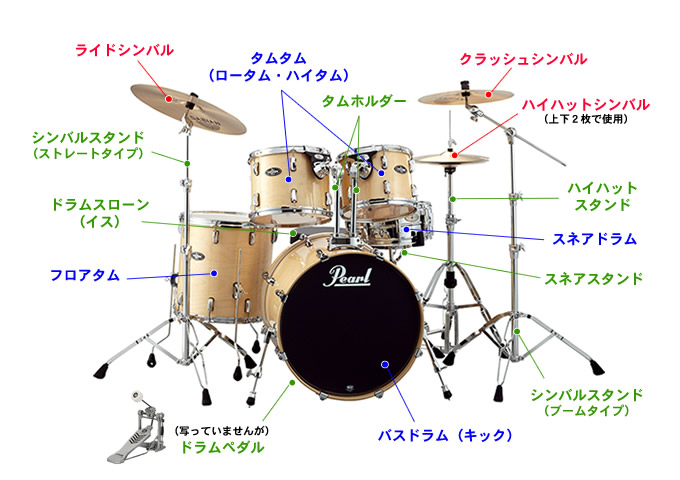 ライドシンバル
タムタム
（ロータム・ハイタム）
クラッシュシンバル
タムホルダー
ハイハットシンバル
（上下２枚で使用）
シンバルスタンド
（ストレートタイプ）
SABIAN
ハイハット
スタンド
ドラムスローン
（イス）
スネアドラム
フロアタム
スネアスタンド
Pearl
シンバルスタンド
（ブームタイプ）
（写っていませんが）
ドラムペダル
バスドラム（キック）